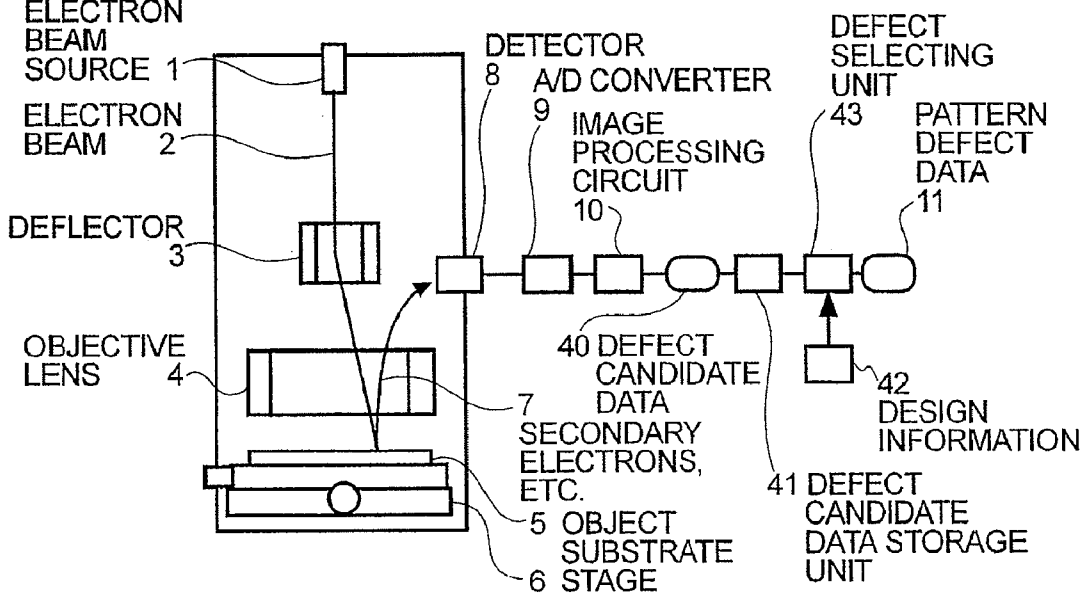 ELECTRON
BEAM
SOURCE 1
ELECTRON
BEAM 2
DEFLECTOR
3
OBJECTIVE
LENS 4
DETECTOR
8
A/D CONVERTER
9
IMAGE
PROCESSING
CIRCUIT
10
DEFECT
SELECTING
UNIT
43
PATTERN
DEFECT
DATA
11
40 DEFECT
CANDIDATE
DATA
42
DESIGN
INFORMATION
7
SECONDARY
ELECTRONS,
ETC.
41 DEFECT
CANDIDATE
DATA STORAGE
UNIT
5 OBJECT
SUBSTRATE
6 STAGE